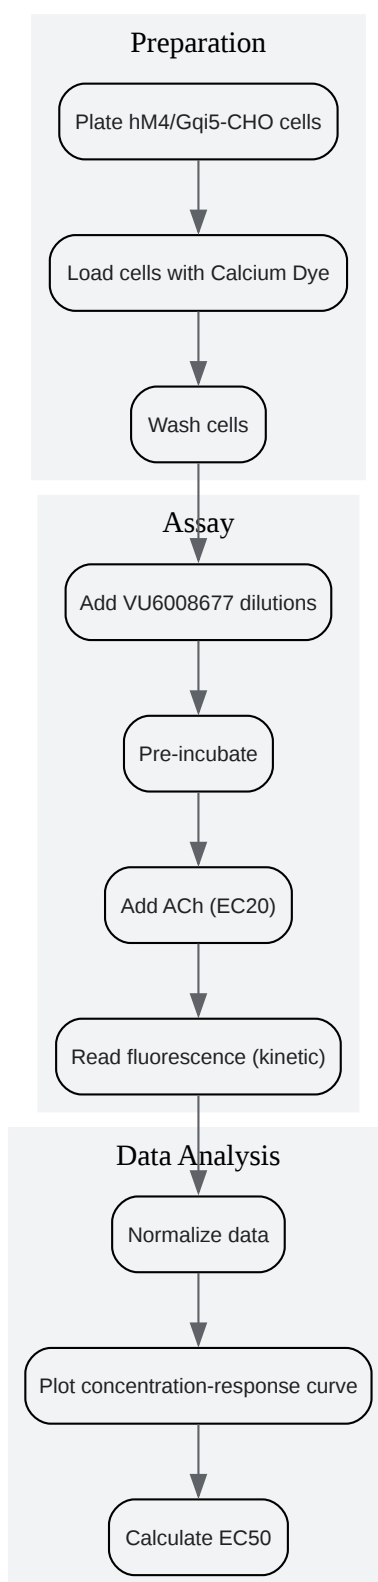 Preparation
Plate hM4/Gqi5-CHO cells
Load cells with Calcium Dye
Wash cells
Assay
Add VU6008677 dilutions
Pre-incubate
Add ACh (EC20)
Read fluorescence (kinetic)
Data Analysis
Normalize data
Plot concentration-response curve
Calculate EC50